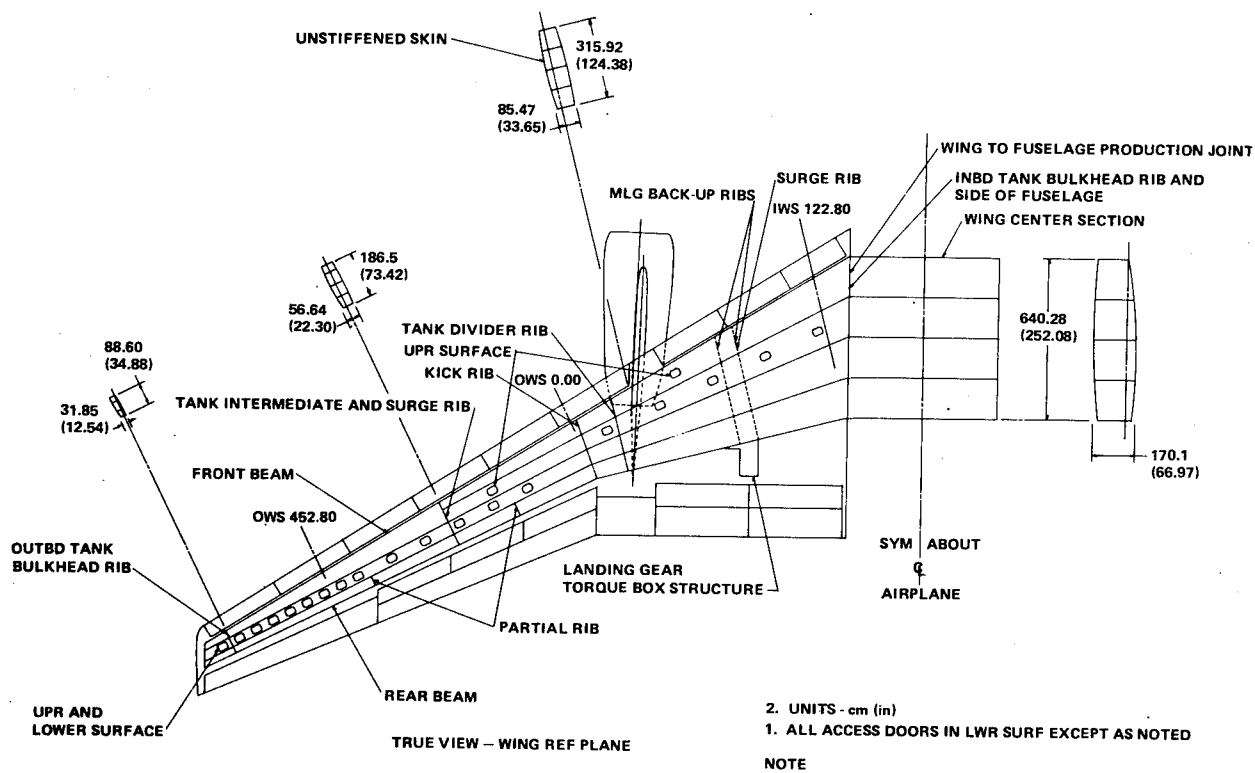 UNSTIFFENED SKIN
315.92
(124.38)
85.47
(33.65)
WING TO FUSELAGE PRODUCTION JOINT
INBD TANK BULKHEAD RIB AND
SIDE OF FUSELAGE
WING CENTER SECTION
SURGE RIB
MLG BACK-UP RIBS
IWS 122.80
186.5
(73.42)
56.64
(22.30)
88.60
(34.88)
31.85
(12.54)
640.28
(252.08)
170.1
(66.97)
TANK DIVIDER RIB
UPR SURFACE
KICK RIB
OWS 0.00
TANK INTERMEDIATE AND SURGE RIB
FRONT BEAM
OWS 452.80
OUTBD TANK
BULKHEAD RIB
SYM ABOUT
℄
AIRPLANE
LANDING GEAR
TORQUE BOX STRUCTURE
PARTIAL RIB
REAR BEAM
UPR AND
LOWER SURFACE
TRUE VIEW – WING REF PLANE
2. UNITS - cm (in)
1. ALL ACCESS DOORS IN LWR SURF EXCEPT AS NOTED
NOTE